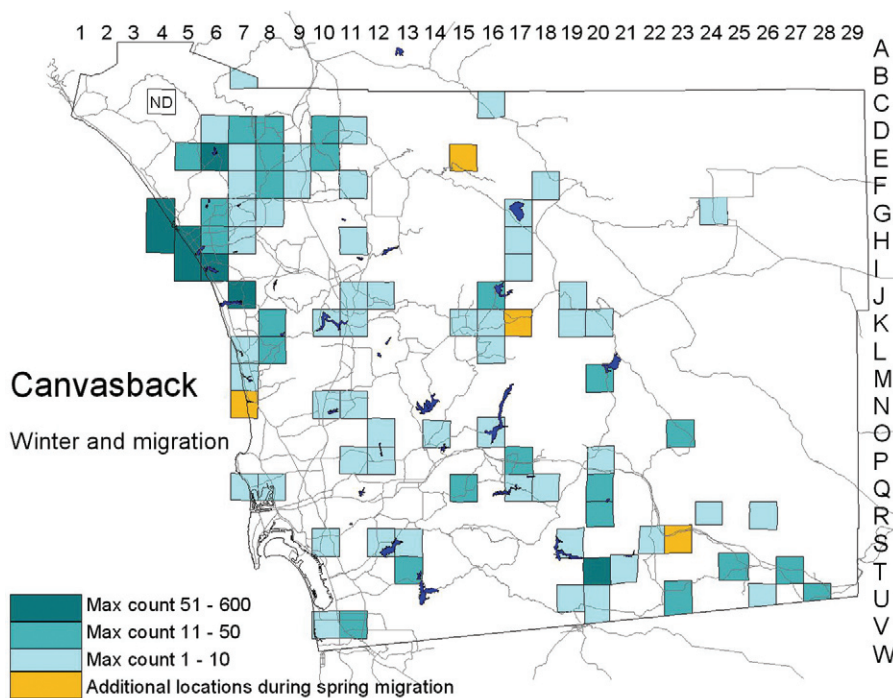 1 2 3 4 5 6 7 8 9 10 11 12 13 14 15 16 17 18 19 20 21 22 23 24 25 26 27 28 29
A
B
C
D
E
F
G
H
I
J
K
L
M
N
O
P
Q
R
S
T
U
V
W
ND
Canvasback
Winter and migration
Max count 51 - 600
Max count 11 - 50
Max count 1 - 10
Additional locations during spring migration